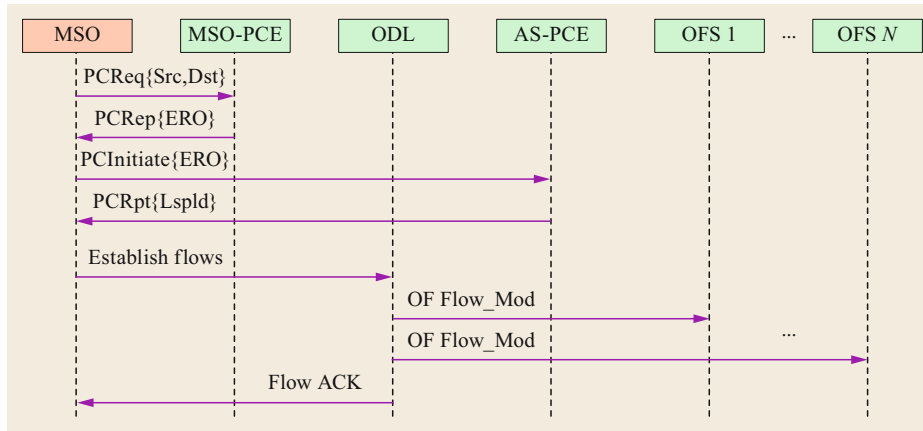 MSO MSO-PCE ODL AS-PCE OFS 1 ... OFS N
PCReq{Src,Dst}
PCRep{ERO}
PCInitiate{ERO}
PCRpt{Lspld}
Establish flows
OF Flow_Mod
...
OF Flow_Mod
Flow ACK